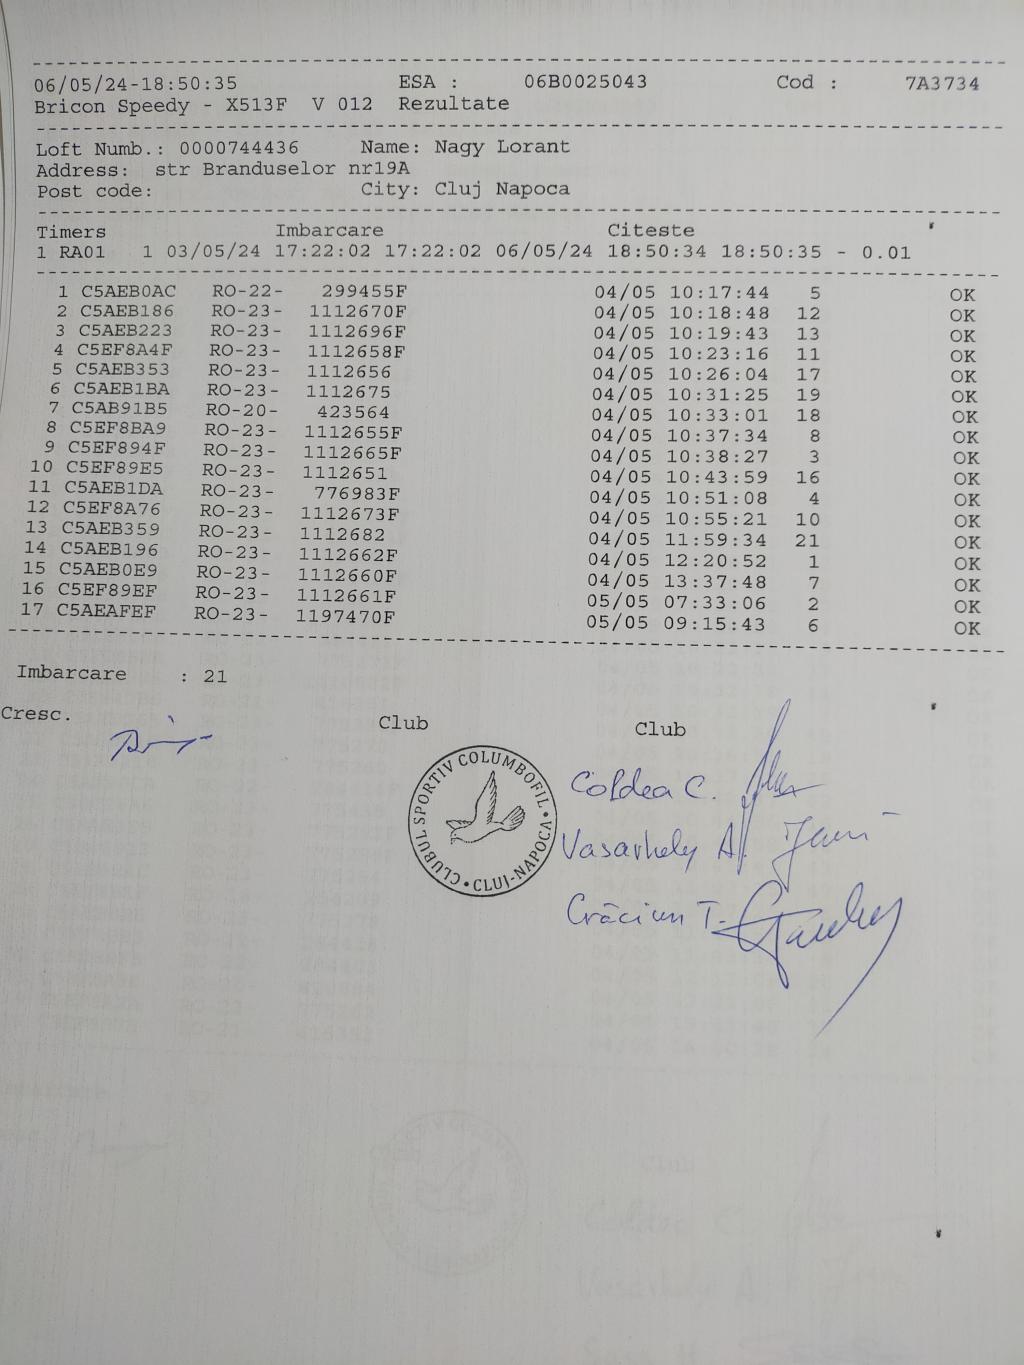 06/05/24-18:50:35 ESA : 06B0025043 Cod : 7A3734
Bricon Speedy - X513F V 012 Rezultate
Loft Numb.: 0000744436 Name: Nagy Lorant
Address: str Branduselor nr19A
Post code: City: Cluj Napoca
Timers Imbarcare Citeste
1 RA01 1 03/05/24 17:22:02 17:22:02 06/05/24 18:50:34 18:50:35 - 0.01
1 C5AEB0AC RO-22- 299455F 04/05 10:17:44 5 OK
2 C5AEB186 RO-23- 1112670F 04/05 10:18:48 12 OK
3 C5AEB223 RO-23- 1112696F 04/05 10:19:43 13 OK
4 C5EF8A4F RO-23- 1112658F 04/05 10:23:16 11 OK
5 C5AEB353 RO-23- 1112656 04/05 10:26:04 17 OK
6 C5AEB1BA RO-23- 1112675 04/05 10:31:25 19 OK
7 C5AB91B5 RO-20- 423564 04/05 10:33:01 18 OK
8 C5EF8BA9 RO-23- 1112655F 04/05 10:37:34 8 OK
9 C5EF894F RO-23- 1112665F 04/05 10:38:27 3 OK
10 C5EF89E5 RO-23- 1112651 04/05 10:43:59 16 OK
11 C5AEB1DA RO-23- 776983F 04/05 10:51:08 4 OK
12 C5EF8A76 RO-23- 1112673F 04/05 10:55:21 10 OK
13 C5AEB359 RO-23- 1112682 04/05 11:59:34 21 OK
14 C5AEB196 RO-23- 1112662F 04/05 12:20:52 1 OK
15 C5AEB0E9 RO-23- 1112660F 04/05 13:37:48 7 OK
16 C5EF89EF RO-23- 1112661F 05/05 07:33:06 2 OK
17 C5AEAFEF RO-23- 1197470F 05/05 09:15:43 6 OK
Imbarcare : 21
Cresc. Club Club
CLUBUL SPORTIV COLUMBOFIL • CLUJ-NAPOCA •
Coldea C.
Vasarhely A.
Crăciun T.